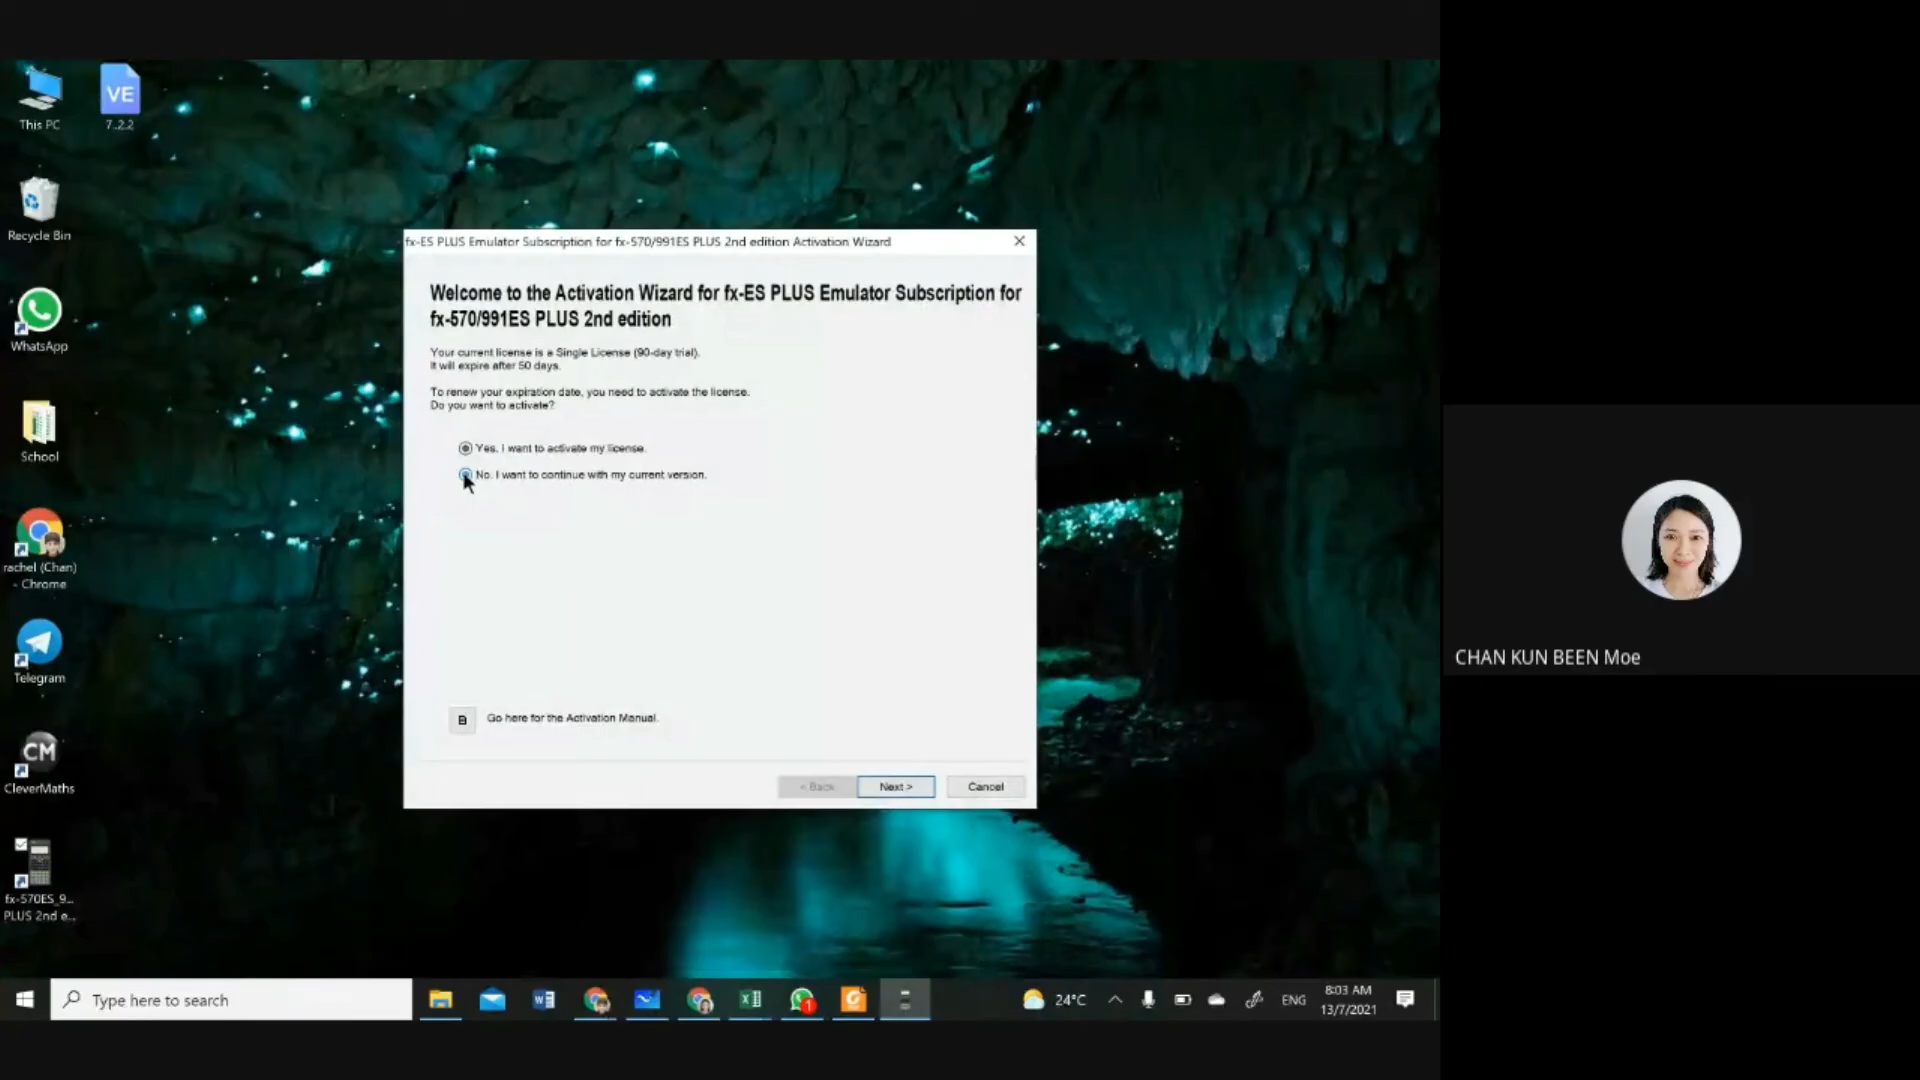 This PC
VE
7.2.2
Recycle Bin
WhatsApp
School
rachel (Chan)
- Chrome
Telegram
CM
CleverMaths
fx-570ES_9...
PLUS 2nd e...
fx-ES PLUS Emulator Subscription for fx-570/991ES PLUS 2nd edition Activation Wizard
Welcome to the Activation Wizard for fx-ES PLUS Emulator Subscription for
fx-570/991ES PLUS 2nd edition
Your current license is a Single License (90-day trial).
It will expire after 50 days.
To renew your expiration date, you need to activate the license.
Do you want to activate?
Yes, I want to activate my license.
No. I want to continue with my current version.
Go here for the Activation Manual.
< Back
Next >
Cancel
CHAN KUN BEEN Moe
Type here to search
1
24°C
ENG
8:03 AM
13/7/2021